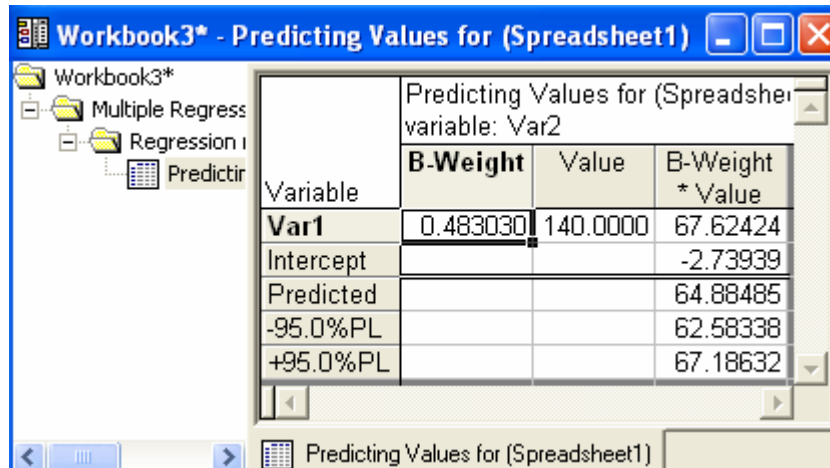 Workbook3* - Predicting Values for (Spreadsheet1)
Workbook3*
Multiple Regress
Regression
Predictin
Predicting Values for (Spreadshe
variable: Var2
Variable B-Weight Value B-Weight * Value
Var1 0.483030 140.0000 67.62424
Intercept -2.73939
Predicted 64.88485
-95.0%PL 62.58338
+95.0%PL 67.18632
Predicting Values for (Spreadsheet1)